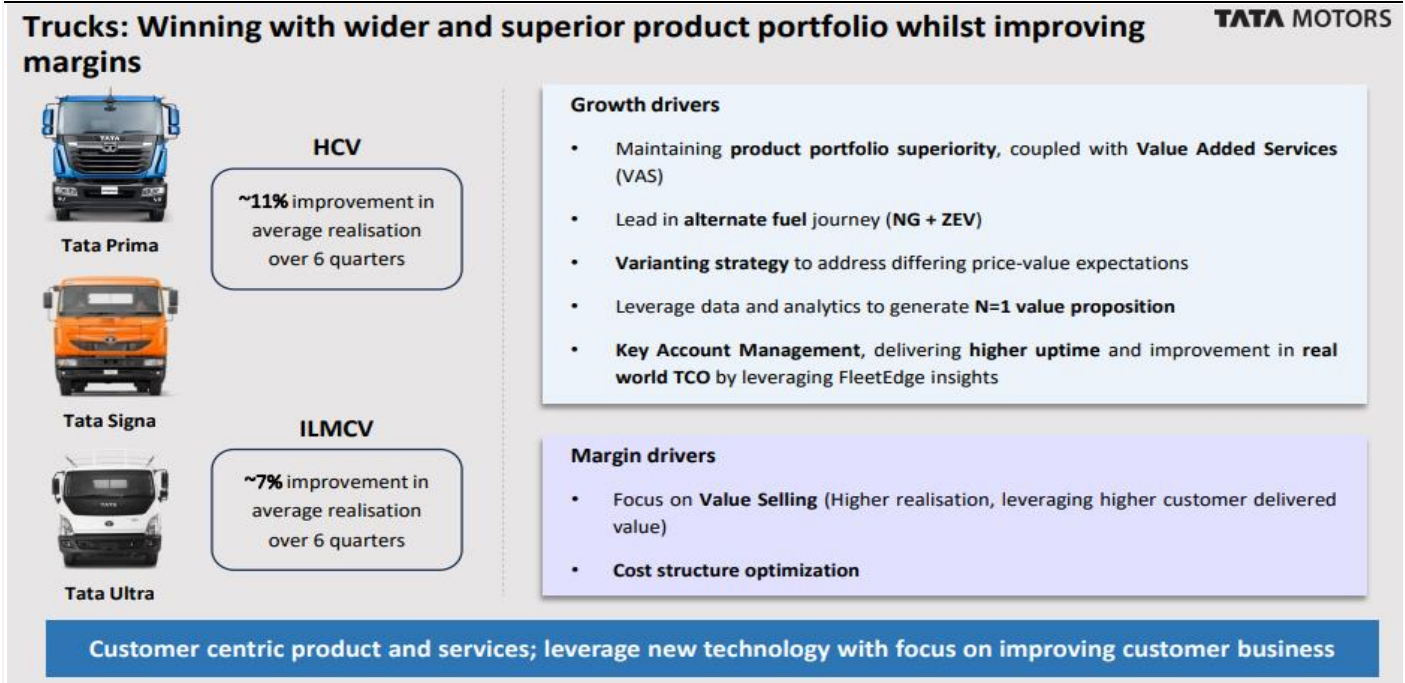 Trucks: Winning with wider and superior product portfolio whilst improving
margins
TATA MOTORS
TATA
Tata Prima
HCV
~11% improvement in
average realisation
over 6 quarters
Tata Signa
ILMCV
~7% improvement in
average realisation
over 6 quarters
TATA
Tata Ultra
Growth drivers
• Maintaining product portfolio superiority, coupled with Value Added Services
(VAS)
• Lead in alternate fuel journey (NG + ZEV)
• Varianting strategy to address differing price-value expectations
• Leverage data and analytics to generate N=1 value proposition
• Key Account Management, delivering higher uptime and improvement in real
world TCO by leveraging FleetEdge insights
Margin drivers
• Focus on Value Selling (Higher realisation, leveraging higher customer delivered
value)
• Cost structure optimization
Customer centric product and services; leverage new technology with focus on improving customer business